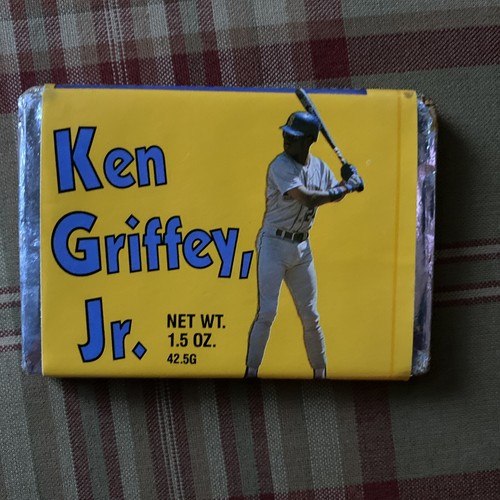 Ken
Griffey,
Jr.
NET WT.
1.5 OZ.
42.5G